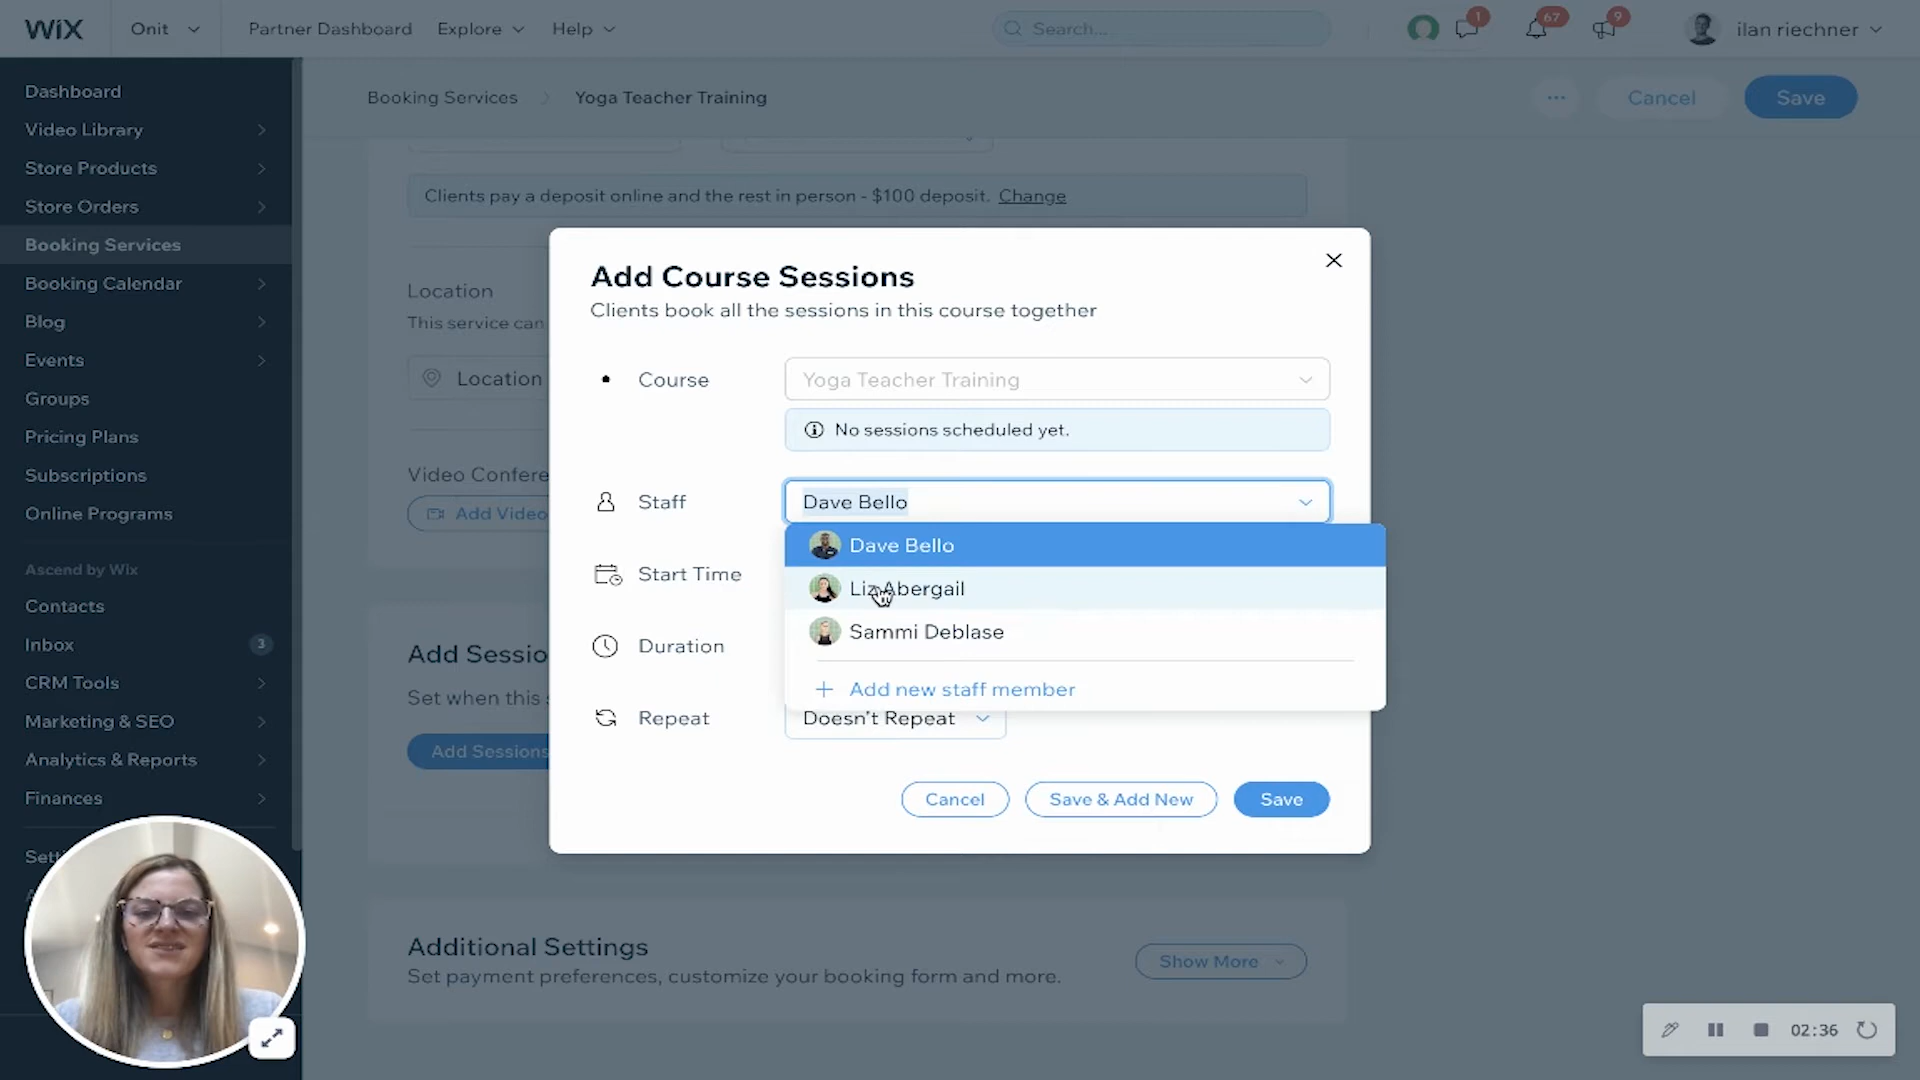 WIX
Onit
Partner Dashboard
Explore
Help
Search...
1
67
9
ilan riechner
Dashboard
Video Library
Store Products
Store Orders
Booking Services
Booking Calendar
Blog
Events
Groups
Pricing Plans
Subscriptions
Online Programs
Ascend by Wix
Contacts
Inbox
3
CRM Tools
Marketing & SEO
Analytics & Reports
Finances
Booking Services
Yoga Teacher Training
...
Cancel
Save
Clients pay a deposit online and the rest in person - $100 deposit. Change
Location
This service can
Location
Video Confere
Add Video
Add Sessio
Set when this s
Add Sessions
Add Course Sessions
Clients book all the sessions in this course together
Course
Yoga Teacher Training
No sessions scheduled yet.
Staff
Dave Bello
Dave Bello
Liz Abergail
Sammi Deblase
+ Add new staff member
Start Time
Duration
Repeat
Doesn't Repeat
Cancel
Save & Add New
Save
Additional Settings
Set payment preferences, customize your booking form and more.
Show More
02:36